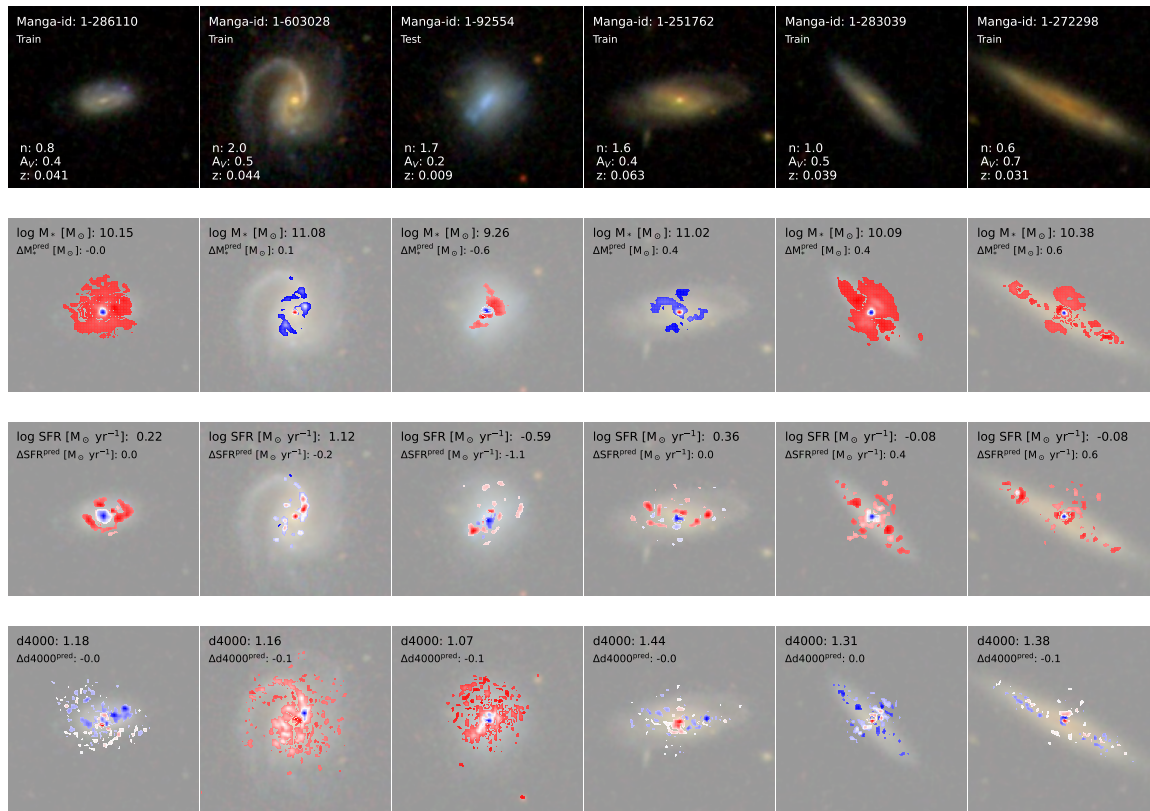 Manga-id: 1-286110
Train
n: 0.8
A_V: 0.4
z: 0.041
Manga-id: 1-603028
Train
n: 2.0
A_V: 0.5
z: 0.044
Manga-id: 1-92554
Test
n: 1.7
A_V: 0.2
z: 0.009
Manga-id: 1-251762
Train
n: 1.6
A_V: 0.4
z: 0.063
Manga-id: 1-283039
Train
n: 1.0
A_V: 0.5
z: 0.039
Manga-id: 1-272298
Train
n: 0.6
A_V: 0.7
z: 0.031
log M∗ [M⊙]: 10.15
ΔM∗^pred [M⊙]: -0.0
log M∗ [M⊙]: 11.08
ΔM∗^pred [M⊙]: 0.1
log M∗ [M⊙]: 9.26
ΔM∗^pred [M⊙]: -0.6
log M∗ [M⊙]: 11.02
ΔM∗^pred [M⊙]: 0.4
log M∗ [M⊙]: 10.09
ΔM∗^pred [M⊙]: 0.4
log M∗ [M⊙]: 10.38
ΔM∗^pred [M⊙]: 0.6
log SFR [M⊙ yr⁻¹]: 0.22
ΔSFR^pred [M⊙ yr⁻¹]: 0.0
log SFR [M⊙ yr⁻¹]: 1.12
ΔSFR^pred [M⊙ yr⁻¹]: -0.2
log SFR [M⊙ yr⁻¹]: -0.59
ΔSFR^pred [M⊙ yr⁻¹]: -1.1
log SFR [M⊙ yr⁻¹]: 0.36
ΔSFR^pred [M⊙ yr⁻¹]: 0.0
log SFR [M⊙ yr⁻¹]: -0.08
ΔSFR^pred [M⊙ yr⁻¹]: 0.4
log SFR [M⊙ yr⁻¹]: -0.08
ΔSFR^pred [M⊙ yr⁻¹]: 0.6
d4000: 1.18
Δd4000^pred: -0.0
d4000: 1.16
Δd4000^pred: -0.1
d4000: 1.07
Δd4000^pred: -0.1
d4000: 1.44
Δd4000^pred: -0.0
d4000: 1.31
Δd4000^pred: 0.0
d4000: 1.38
Δd4000^pred: -0.1